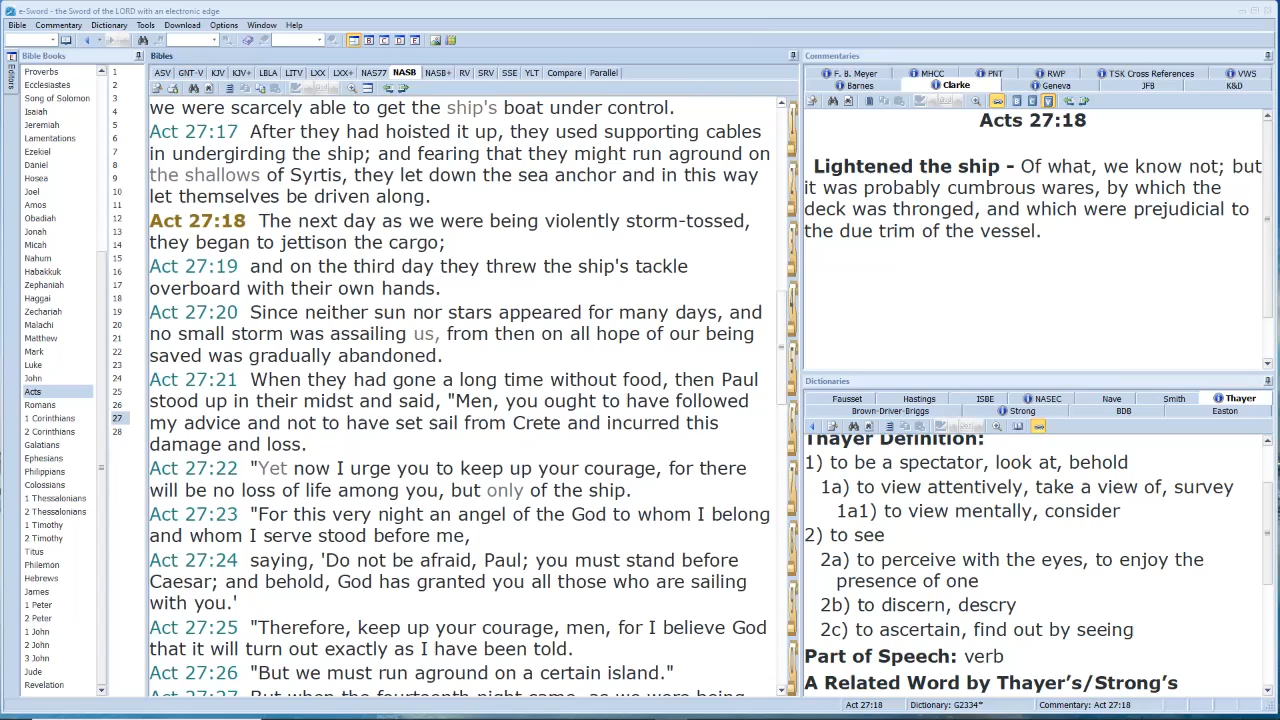 e-Sword - the Sword of the LORD with an electronic edge
Bible Commentary Dictionary Tools Download Options Window Help
B C D E
Editors
Bible Books
Proverbs
Ecclesiastes
Song of Solomon
Isaiah
Jeremiah
Lamentations
Ezekiel
Daniel
Hosea
Joel
Amos
Obadiah
Jonah
Micah
Nahum
Habakkuk
Zephaniah
Haggai
Zechariah
Malachi
Matthew
Mark
Luke
John
Acts
Romans
1 Corinthians
2 Corinthians
Galatians
Ephesians
Philippians
Colossians
1 Thessalonians
2 Thessalonians
1 Timothy
2 Timothy
Titus
Philemon
Hebrews
James
1 Peter
2 Peter
1 John
2 John
3 John
Jude
Revelation
1
2
3
4
5
6
7
8
9
10
11
12
13
14
15
16
17
18
19
20
21
22
23
24
25
26
27
28
Bibles
ASV GNT-V KJV KJV+ LBLA LITV LXX LXX+ NAS77 NASB NASB+ RV SRV SSE YLT Compare Parallel
we were scarcely able to get the ship's boat under control.
Act 27:17 After they had hoisted it up, they used supporting cables
in undergirding the ship; and fearing that they might run aground on
the shallows of Syrtis, they let down the sea anchor and in this way
let themselves be driven along.
Act 27:18 The next day as we were being violently storm-tossed,
they began to jettison the cargo;
Act 27:19 and on the third day they threw the ship's tackle
overboard with their own hands.
Act 27:20 Since neither sun nor stars appeared for many days, and
no small storm was assailing us, from then on all hope of our being
saved was gradually abandoned.
Act 27:21 When they had gone a long time without food, then Paul
stood up in their midst and said, "Men, you ought to have followed
my advice and not to have set sail from Crete and incurred this
damage and loss.
Act 27:22 "Yet now I urge you to keep up your courage, for there
will be no loss of life among you, but only of the ship.
Act 27:23 "For this very night an angel of the God to whom I belong
and whom I serve stood before me,
Act 27:24 saying, 'Do not be afraid, Paul; you must stand before
Caesar; and behold, God has granted you all those who are sailing
with you.'
Act 27:25 "Therefore, keep up your courage, men, for I believe God
that it will turn out exactly as I have been told.
Act 27:26 "But we must run aground on a certain island."
Act 27:27 But when the fourteenth night came, as we were being
Commentaries
F. B. Meyer MHCC PNT RWP TSK Cross References VWS
Barnes Clarke Geneva JFB K&D
Acts 27:18
Lightened the ship - Of what, we know not; but
it was probably cumbrous wares, by which the
deck was thronged, and which were prejudicial to
the due trim of the vessel.
Dictionaries
Fausset Hastings ISBE NASEC Nave Smith Thayer
Brown-Driver-Briggs Strong BDB Easton
Thayer Definition:
1) to be a spectator, look at, behold
1a) to view attentively, take a view of, survey
1a1) to view mentally, consider
2) to see
2a) to perceive with the eyes, to enjoy the
presence of one
2b) to discern, descry
2c) to ascertain, find out by seeing
Part of Speech: verb
A Related Word by Thayer's/Strong's
Act 27:18 Dictionary: G2334* Commentary: Act 27:18